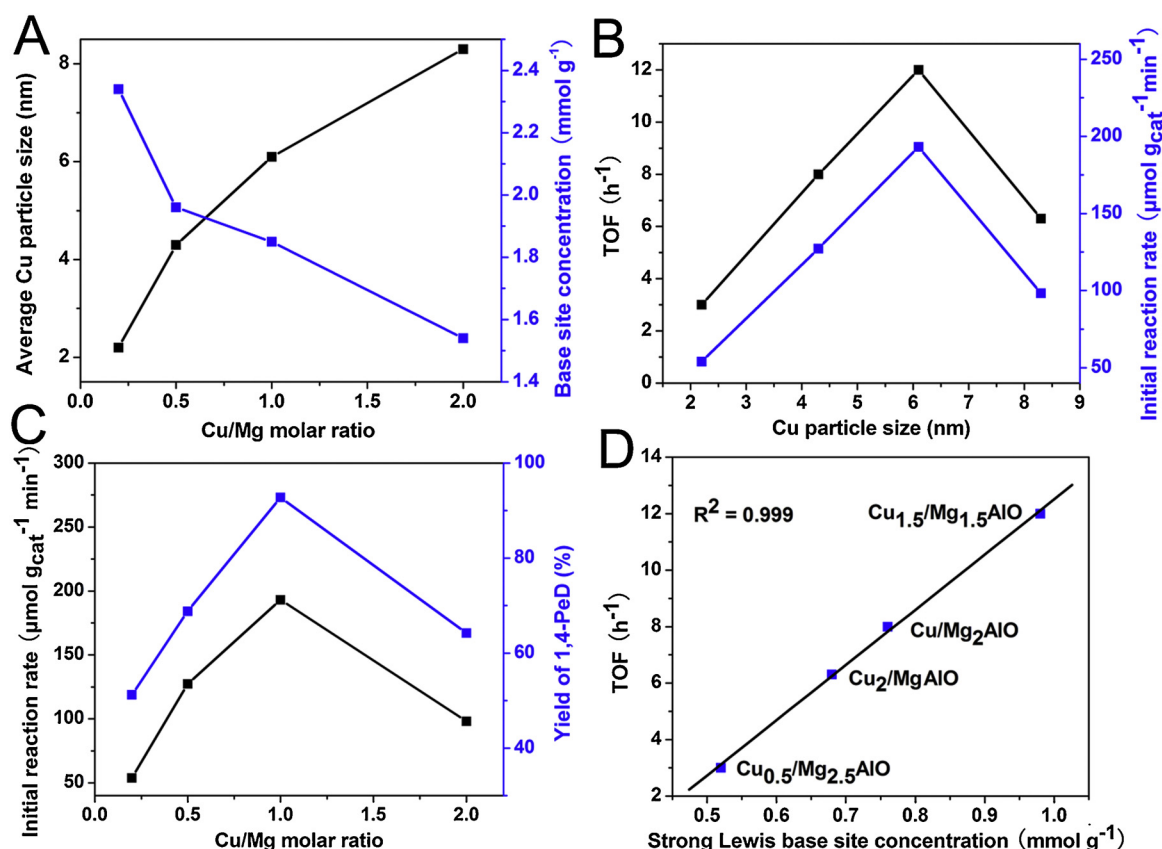 A
Average Cu particle size (nm)
8
6
4
2
0.0 0.5 1.0 1.5 2.0
Cu/Mg molar ratio
2.4
2.2
2.0
1.8
1.6
1.4
Base site concentration (mmol g⁻¹)
B
TOF (h⁻¹)
12
10
8
6
4
2
0
2 3 4 5 6 7 8 9
Cu particle size (nm)
250
200
150
100
50
Initial reaction rate (μmol gcat⁻¹min⁻¹)
C
Initial reaction rate (μmol gcat⁻¹ min⁻¹)
300
250
200
150
100
50
0.0 0.5 1.0 1.5 2.0
Cu/Mg molar ratio
100
80
60
40
Yield of 1,4-PeD (%)
D
TOF (h⁻¹)
14
12
10
8
6
4
2
R² = 0.999
Cu₁.₅/Mg₁.₅AlO
Cu/Mg₂AlO
Cu₂/MgAlO
Cu₀.₅/Mg₂.₅AlO
0.5 0.6 0.7 0.8 0.9 1.0
Strong Lewis base site concentration (mmol g⁻¹)